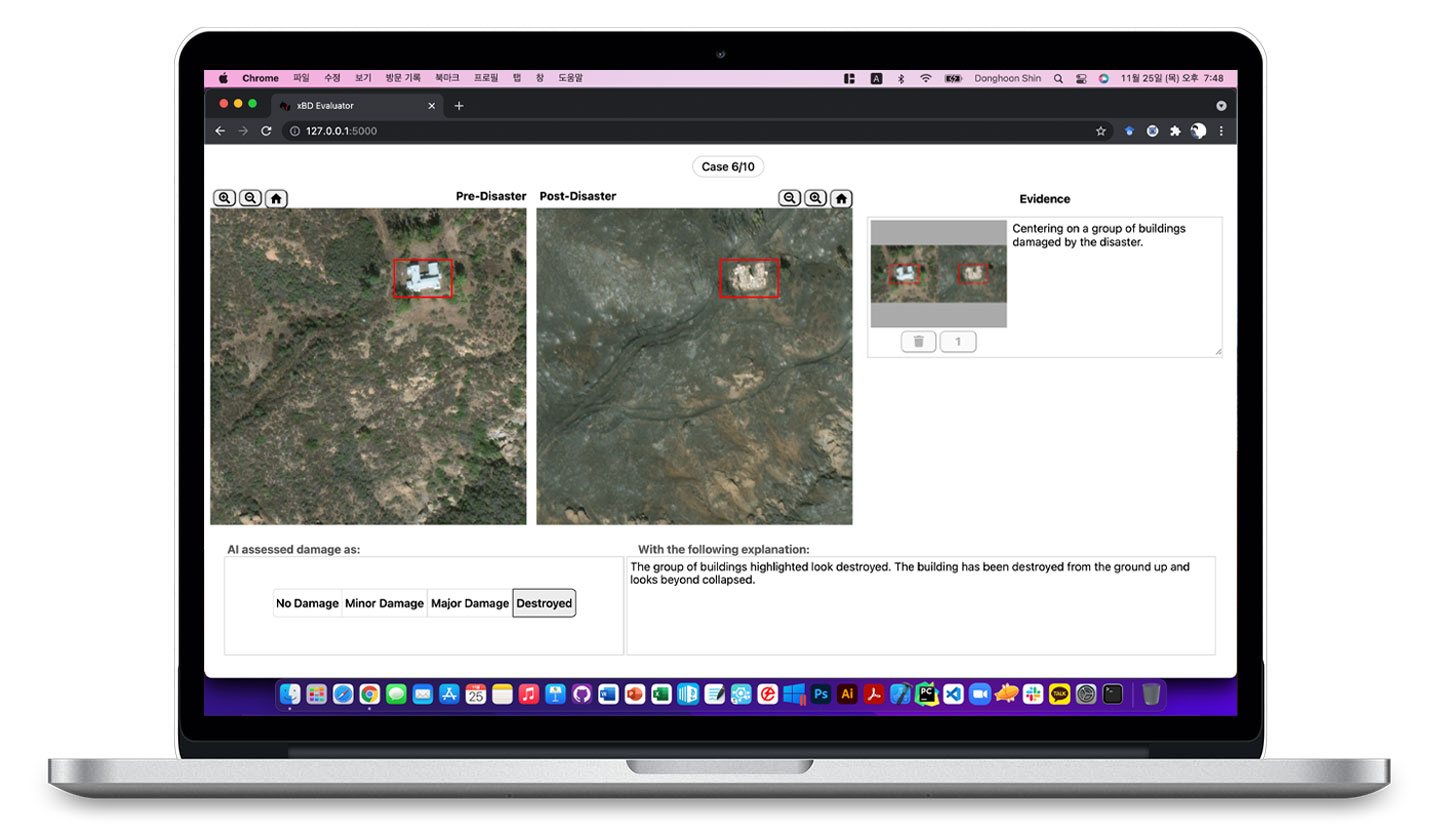 Chrome 파일 수정 보기 방문 기록 북마크 프로필 탭 창 도움말 A Donghoon Shin 11월 25일 (목) 오후 7:48
xBD Evaluator
127.0.0.1:5000
Case 6/10
Pre-Disaster Post-Disaster
Evidence
Centering on a group of buildings
damaged by the disaster.
1
AI assessed damage as:
No Damage Minor Damage Major Damage Destroyed
With the following explanation:
The group of buildings highlighted look destroyed. The building has been destroyed from the ground up and
looks beyond collapsed.
25 Ps Ai PC TALK